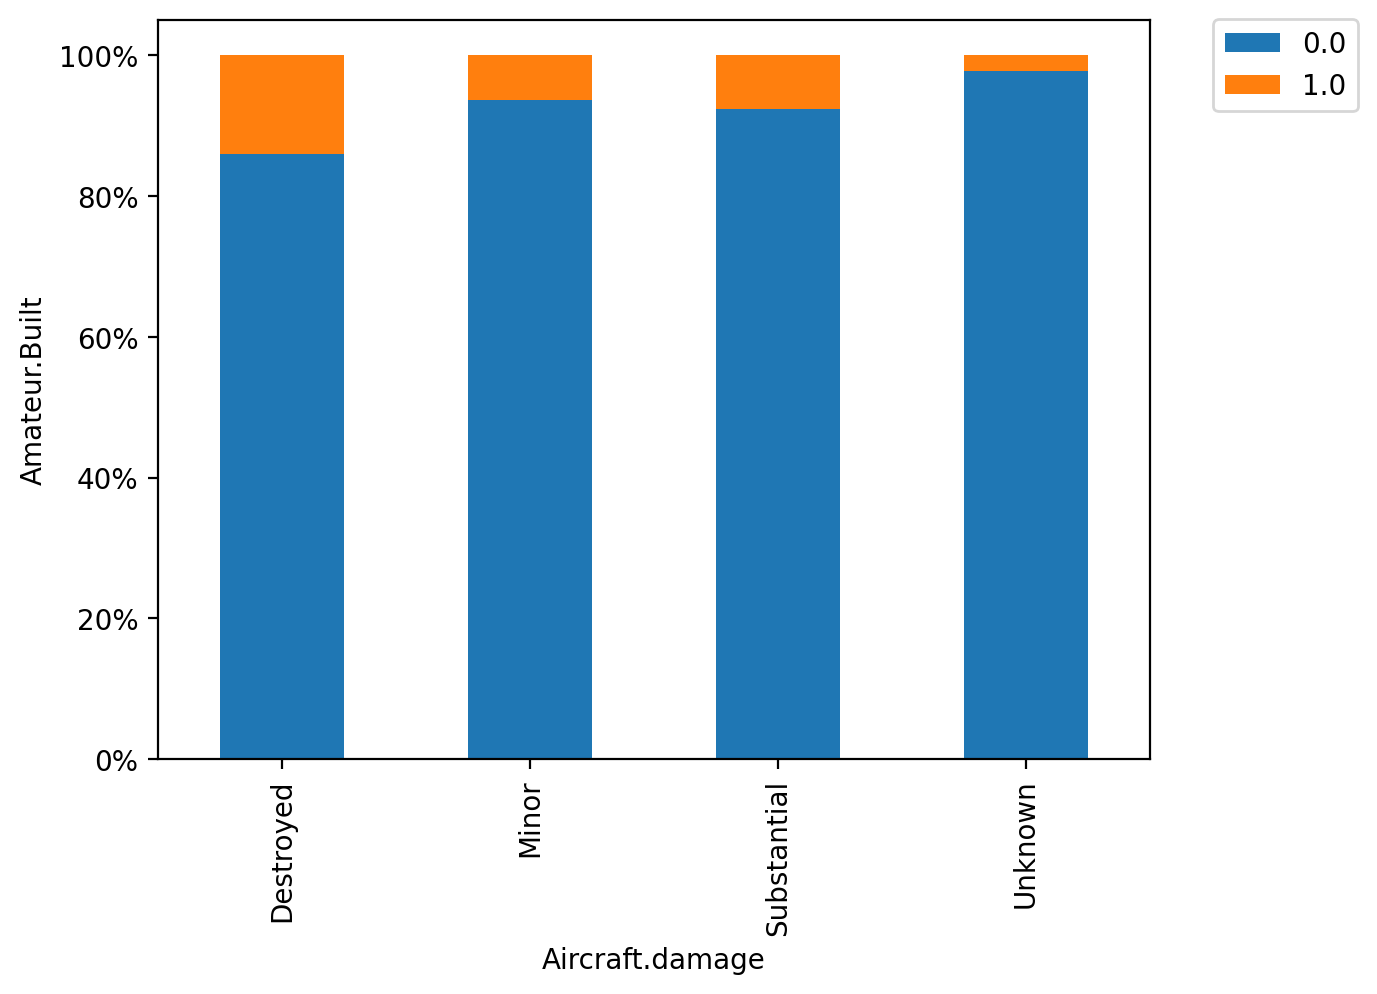 100%
80%
60%
40%
20%
0%
Amateur.Built
Destroyed
Minor
Substantial
Unknown
Aircraft.damage
0.0
1.0